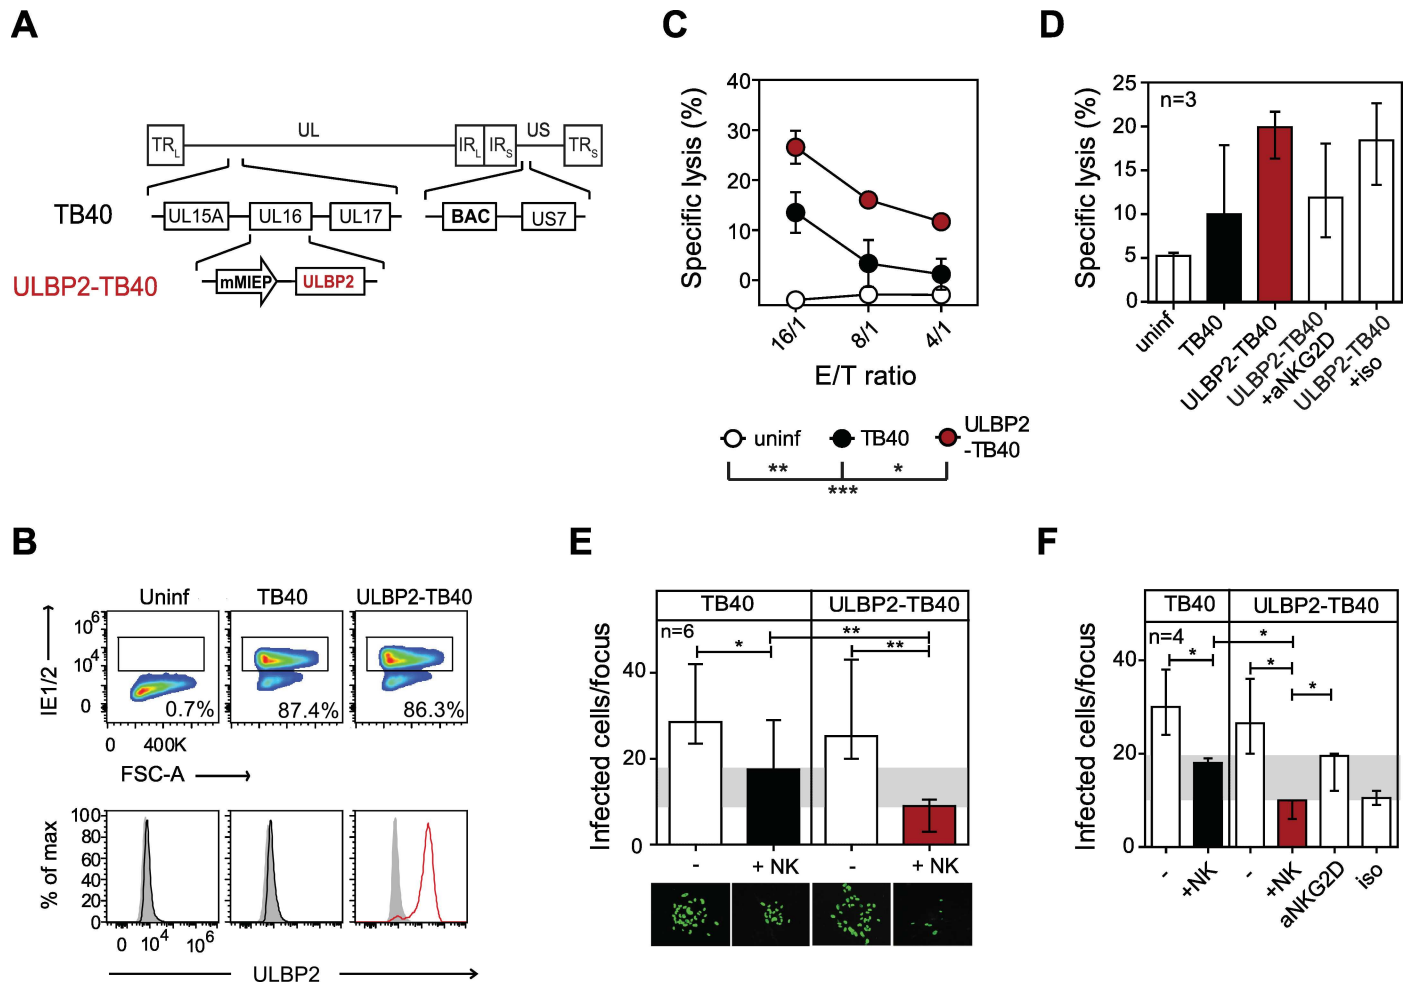 A
TR_L UL IR_L IR_S US TR_S
TB40 UL15A UL16 UL17 BAC US7
ULBP2-TB40 mMIEP ULBP2
B
Uninf TB40 ULBP2-TB40
IE1/2
10^6
10^4
0
0.7% 87.4% 86.3%
0 400K
FSC-A
% of max
100
80
60
40
20
0
0 10^4 10^6
ULBP2
C
Specific lysis (%)
40
30
20
10
0
16/1 8/1 4/1
E/T ratio
uninf TB40 ULBP2
-TB40
** *
***
D
Specific lysis (%)
25
20
15
10
5
0
n=3
uninf
TB40
ULBP2-TB40
ULBP2-TB40
+aNKG2D
ULBP2-TB40
+iso
E
TB40 ULBP2-TB40
n=6
* ** **
Infected cells/focus
40
20
0
- + NK - + NK
F
TB40 ULBP2-TB40
n=4
* * * *
Infected cells/focus
40
20
0
- +NK - +NK aNKG2D iso